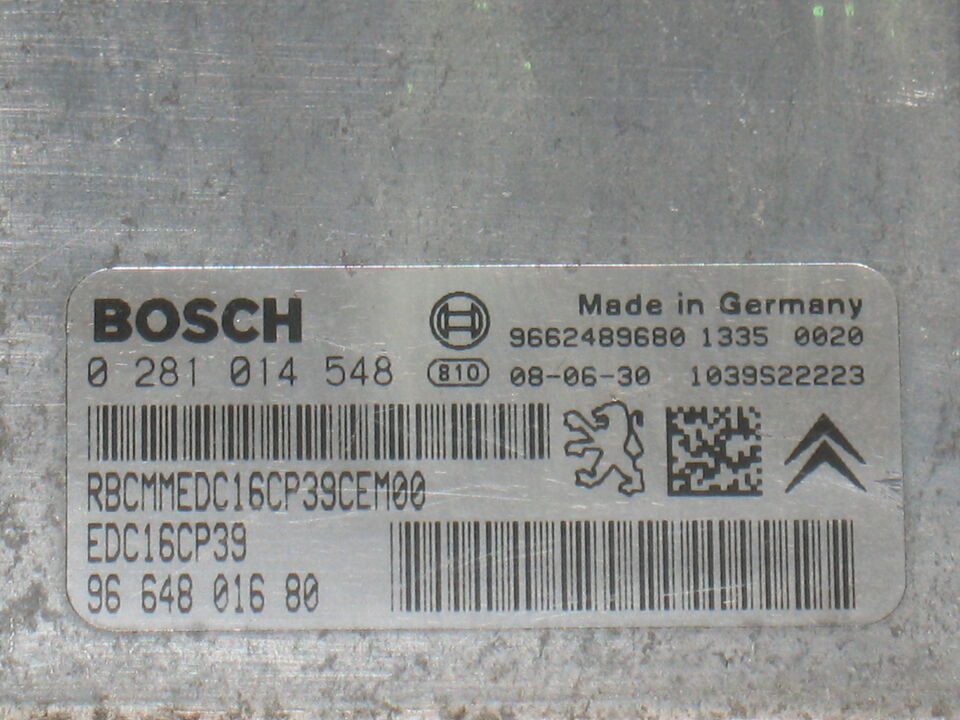 BOSCH
Made in Germany
9662489680 1335 0020
0 281 014 548
810
08-06-30 1039S22223
RBCMMEDC16CP39CEM00
EDC16CP39
96 648 016 80